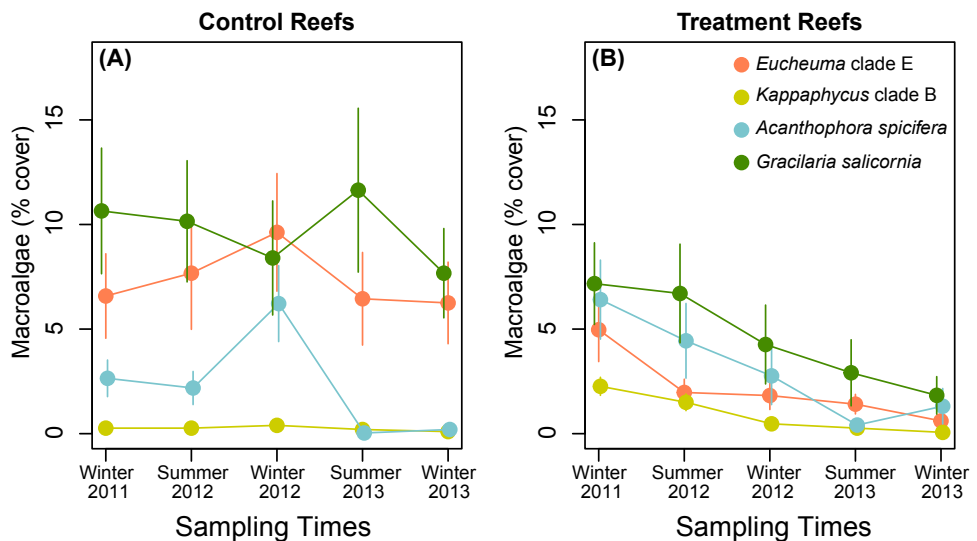 Control Reefs
(A)
Macroalgae (% cover)
15
10
5
0
Winter 2011
Summer 2012
Winter 2012
Summer 2013
Winter 2013
Sampling Times
Treatment Reefs
(B)
Eucheuma clade E
Kappaphycus clade B
Acanthophora spicifera
Gracilaria salicornia
Macroalgae (% cover)
15
10
5
0
Winter 2011
Summer 2012
Winter 2012
Summer 2013
Winter 2013
Sampling Times